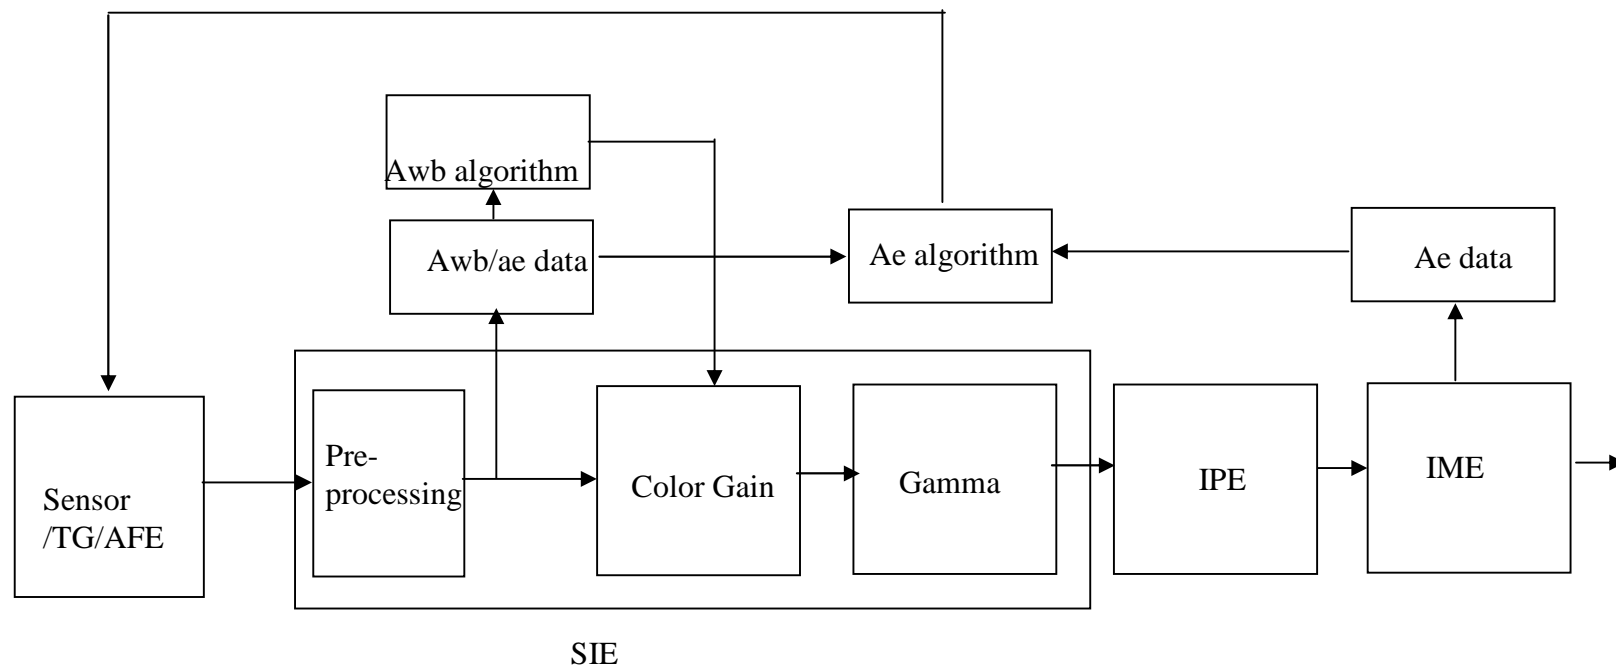 Awb algorithm
Awb/ae data
Ae algorithm
Ae data
Sensor
/TG/AFE
Pre-
processing
Color Gain
Gamma
IPE
IME
SIE